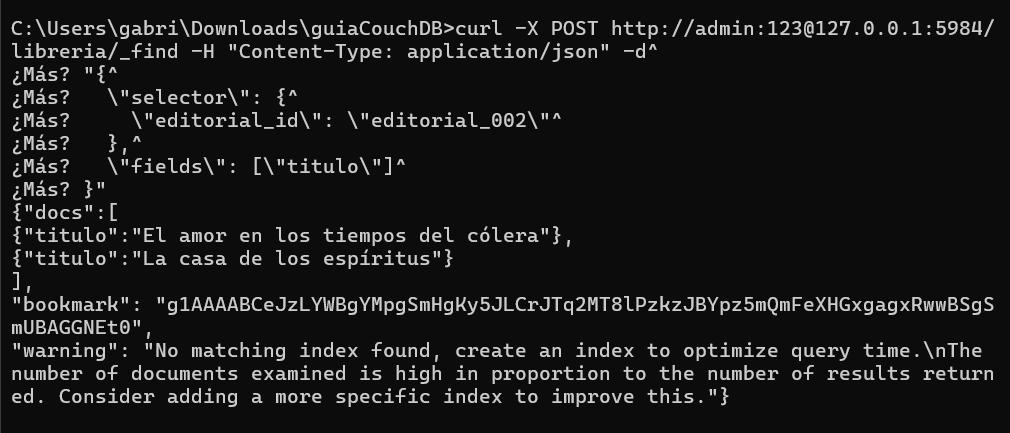 C:\Users\gabri\Downloads\guiaCouchDB>curl -X POST http://admin:123@127.0.0.1:5984/
libreria/_find -H "Content-Type: application/json" -d^
¿Más? "{^
¿Más?   \"selector\": {^
¿Más?     \"editorial_id\": \"editorial_002\"^
¿Más?   },^
¿Más?   \"fields\": [\"titulo\"]^
¿Más? }"
{"docs":[
{"titulo":"El amor en los tiempos del cólera"},
{"titulo":"La casa de los espíritus"}
],
"bookmark": "g1AAAABCeJzLYWBgYMpgSmHgKy5JLCrJTq2MT8lPzkzJBYpz5mQmFeXHGxgagxRwwBSgS
mUBAGGNEt0",
"warning": "No matching index found, create an index to optimize query time.\nThe
number of documents examined is high in proportion to the number of results return
ed. Consider adding a more specific index to improve this."}